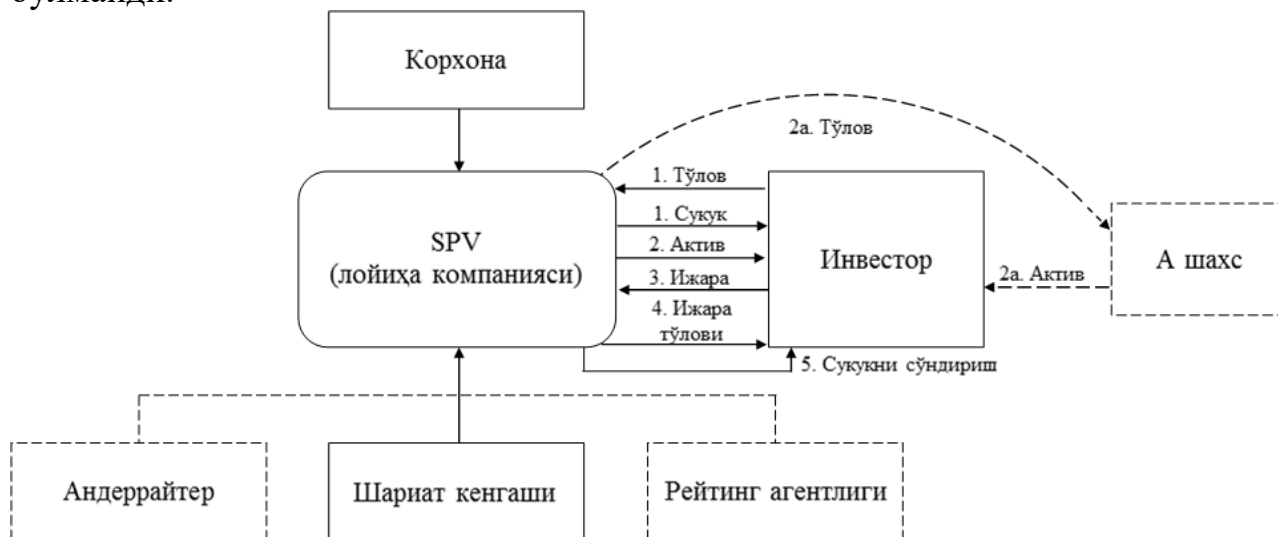 бўлмайди.
Корхона
2а. Тўлов
1. Тўлов
1. Сукук
SPV
(лойиҳа компанияси)
2. Актив
Инвестор
А шахс
3. Ижара
2а. Актив
4. Ижара
тўлови
5. Сукукни сўндириш
Андеррайтер
Шариат кенгаши
Рейтинг агентлиги